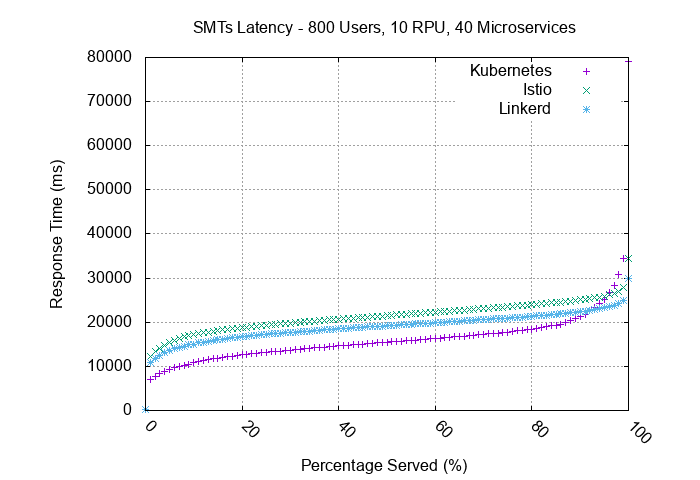 SMTs Latency - 800 Users, 10 RPU, 40 Microservices
Kubernetes
Istio
Linkerd
Response Time (ms)
80000
70000
60000
50000
40000
30000
20000
10000
0
0
20
40
60
80
100
Percentage Served (%)